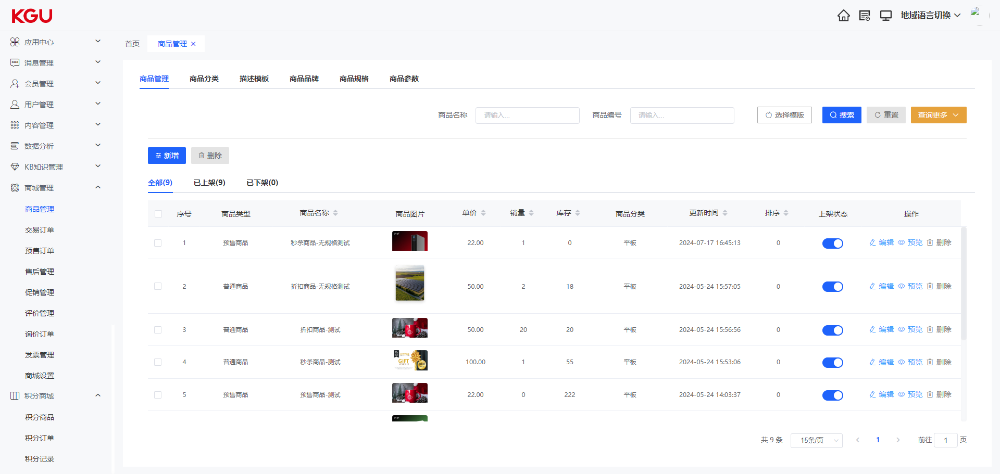 KGU
地域语言切换
应用中心
消息管理
会员管理
用户管理
内容管理
数据分析
KB知识管理
商城管理
商品管理
交易订单
预售订单
售后管理
促销管理
评价管理
询价订单
发票管理
商城设置
积分商城
积分商品
积分订单
积分记录
首页 商品管理
商品管理 商品分类 描述模板 商品品牌 商品规格 商品参数
商品名称 请输入... 商品编号 请输入... 选择模版 搜索 重置 查询更多
新增 删除
全部(9) 已上架(9) 已下架(0)
序号 商品类型 商品名称 商品图片 单价 销量 库存 商品分类 更新时间 排序 上架状态 操作
1 预售商品 秒杀商品-无规格测试 22.00 1 0 平板 2024-07-17 16:45:13 0 编辑 预览 删除
2 普通商品 折扣商品-无规格测试 50.00 2 18 平板 2024-05-24 15:57:05 0 编辑 预览 删除
3 普通商品 折扣商品-测试 50.00 20 20 平板 2024-05-24 15:56:56 0 编辑 预览 删除
4 普通商品 秒杀商品-测试 GIFT 100.00 1 55 平板 2024-05-24 15:53:06 0 编辑 预览 删除
5 预售商品 预售商品-测试 22.00 0 222 平板 2024-05-24 14:03:37 0 编辑 预览 删除
共 9 条 15条/页 1 前往 1 页